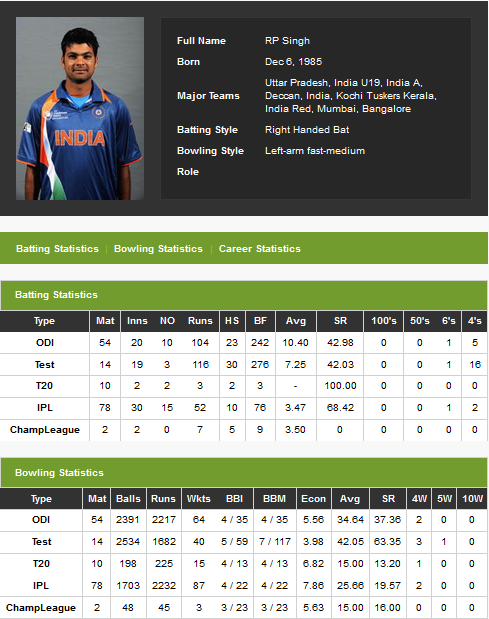 Full Name RP Singh
Born Dec 6, 1985
Major Teams Uttar Pradesh, India U19, India A,
Deccan, India, Kochi Tuskers Kerala,
India Red, Mumbai, Bangalore
Batting Style Right Handed Bat
Bowling Style Left-arm fast-medium
Role
INDIA
Batting Statistics | Bowling Statistics | Career Statistics
Batting Statistics
Type Mat Inns NO Runs HS BF Avg SR 100's 50's 6's 4's
ODI 54 20 10 104 23 242 10.40 42.98 0 0 1 5
Test 14 19 3 116 30 276 7.25 42.03 0 0 1 16
T20 10 2 2 3 2 3 - 100.00 0 0 0 0
IPL 78 30 15 52 10 76 3.47 68.42 0 0 1 2
ChampLeague 2 2 0 7 5 9 3.50 0 0 0 0 0
Bowling Statistics
Type Mat Balls Runs Wkts BBI BBM Econ Avg SR 4W 5W 10W
ODI 54 2391 2217 64 4 / 35 4 / 35 5.56 34.64 37.36 2 0 0
Test 14 2534 1682 40 5 / 59 7 / 117 3.98 42.05 63.35 3 1 0
T20 10 198 225 15 4 / 13 4 / 13 6.82 15.00 13.20 1 0 0
IPL 78 1703 2232 87 4 / 22 4 / 22 7.86 25.66 19.57 2 0 0
ChampLeague 2 48 45 3 3 / 23 3 / 23 5.63 15.00 16.00 0 0 0